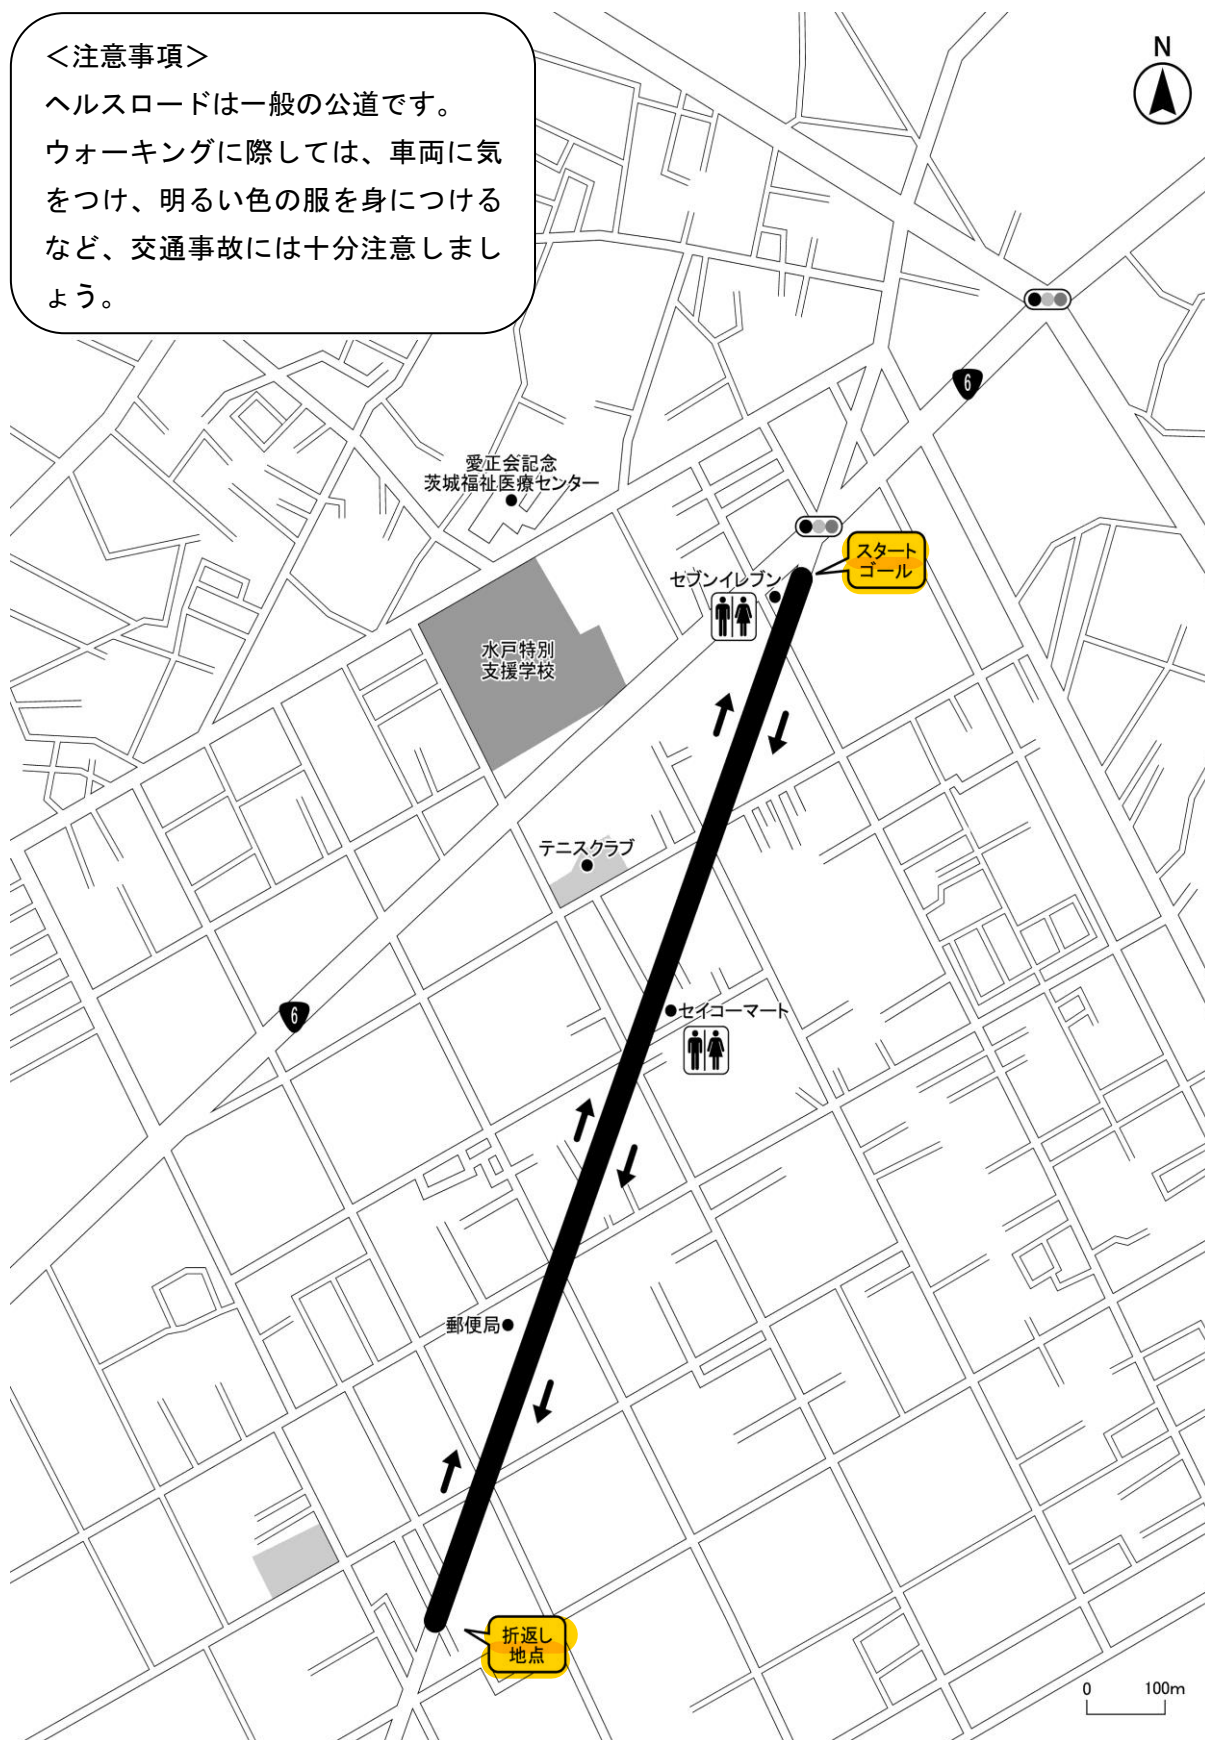 ＜注意事項＞
ヘルスロードは一般の公道です。
ウォーキングに際しては、車両に気
をつけ、明るい色の服を身につける
など、交通事故には十分注意しまし
ょう。
N
6
愛正会記念
茨城福祉医療センター
スタート
ゴール
セブンイレブン
水戸特別
支援学校
テニスクラブ
セイコーマート
6
郵便局
折返し
地点
0 100m